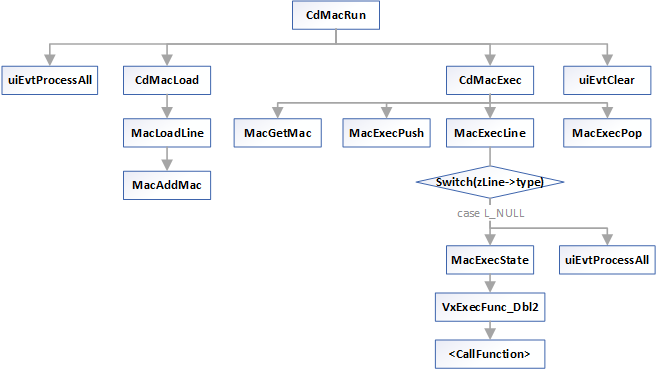 CdMacRun
uiEvtProcessAll
CdMacLoad
CdMacExec
uiEvtClear
MacLoadLine
MacGetMac
MacExecPush
MacExecLine
MacExecPop
MacAddMac
Switch(zLine->type)
case L_NULL
MacExecState
uiEvtProcessAll
VxExecFunc_Dbl2
<CallFunction>